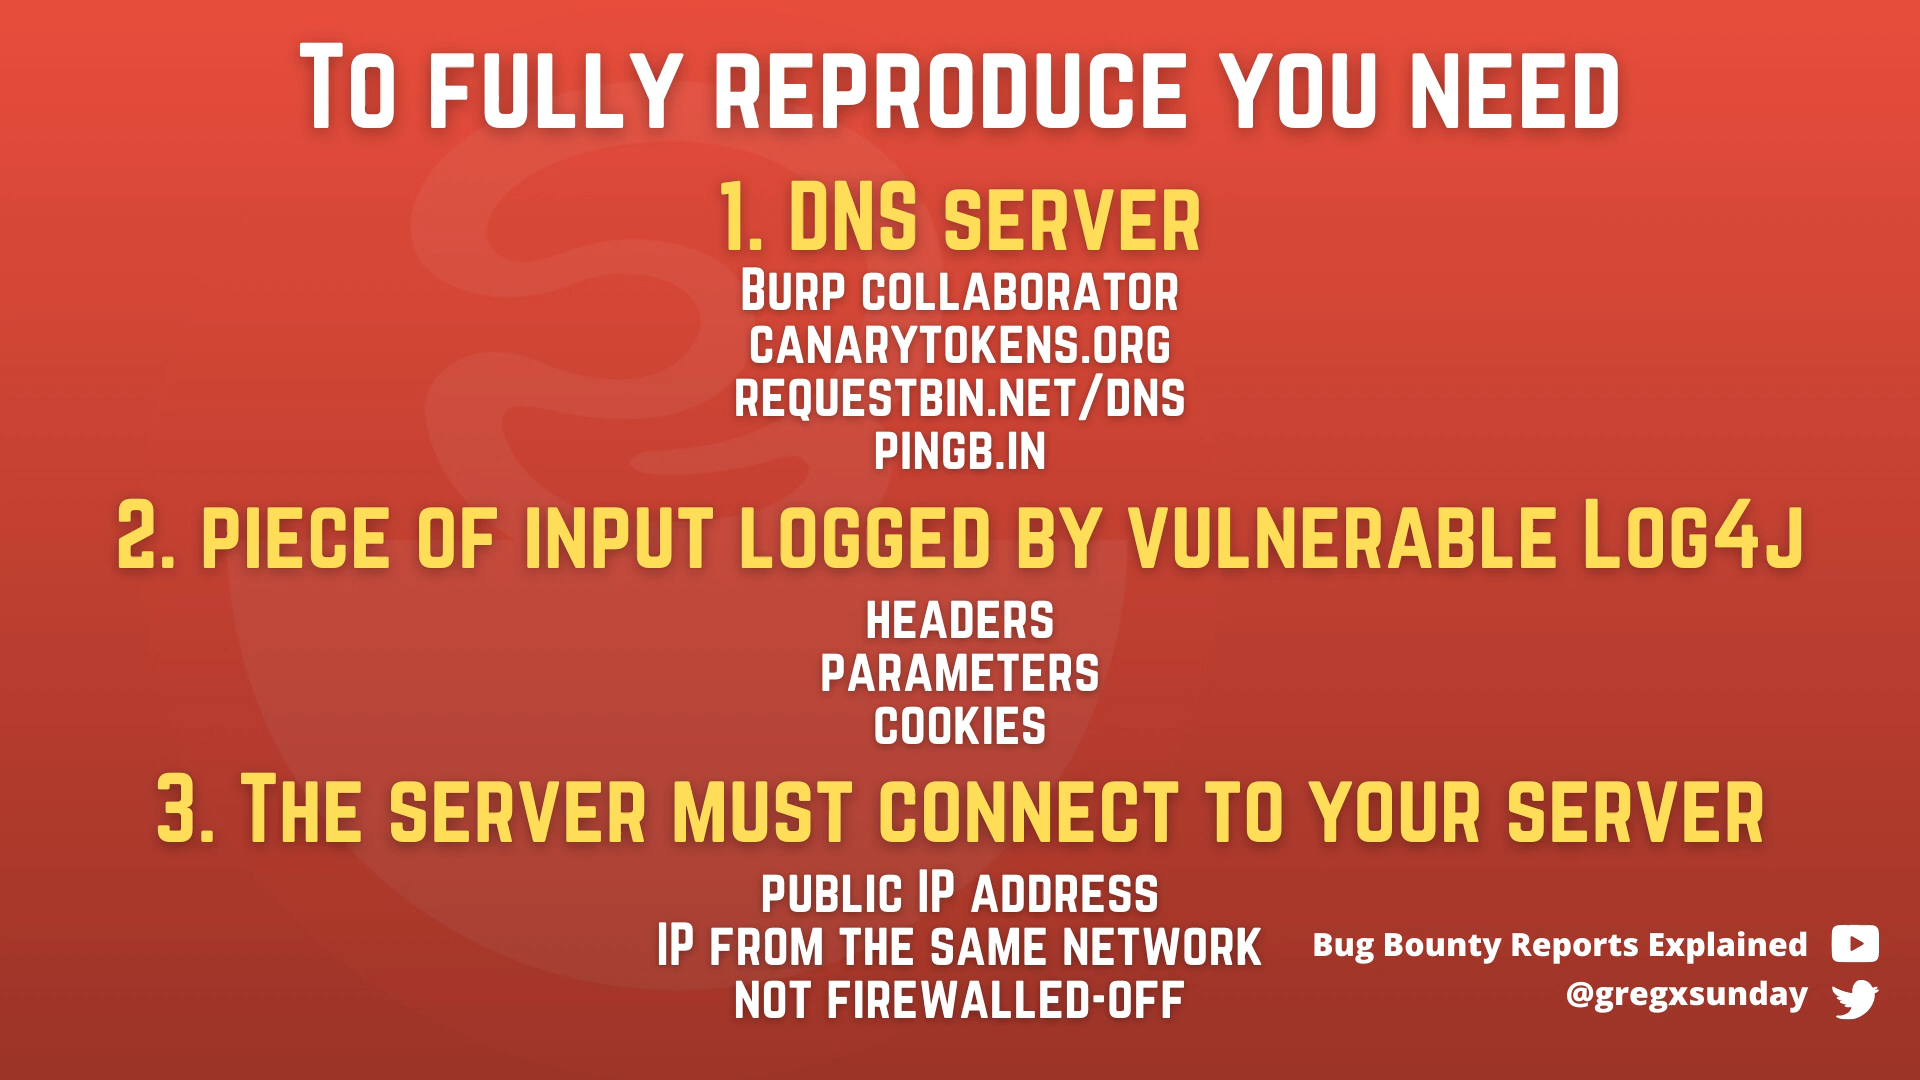 To fully reproduce you need
1. DNS server
Burp collaborator
canarytokens.org
requestbin.net/dns
pingb.in
2. piece of input logged by vulnerable Log4j
headers
parameters
cookies
3. The server must connect to your server
public IP address
IP from the same network
not firewalled-off
Bug Bounty Reports Explained
@gregxsunday